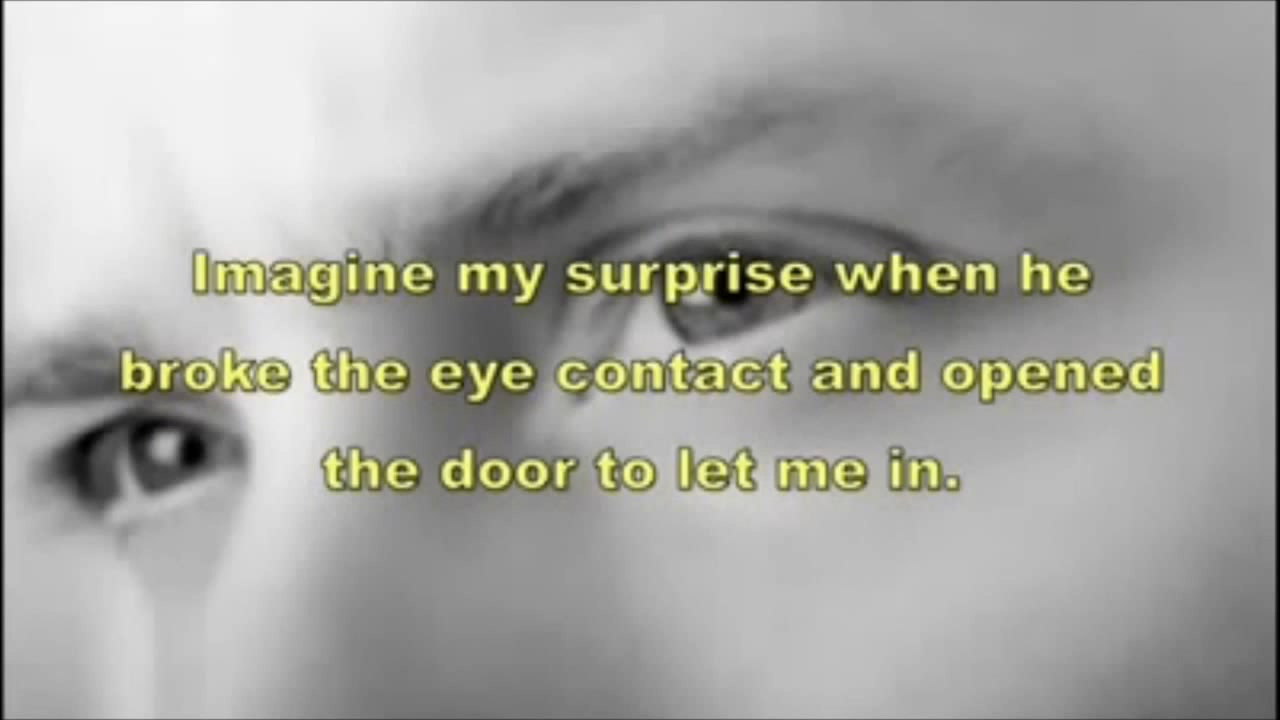 Imagine my surprise when he
broke the eye contact and opened
the door to let me in.